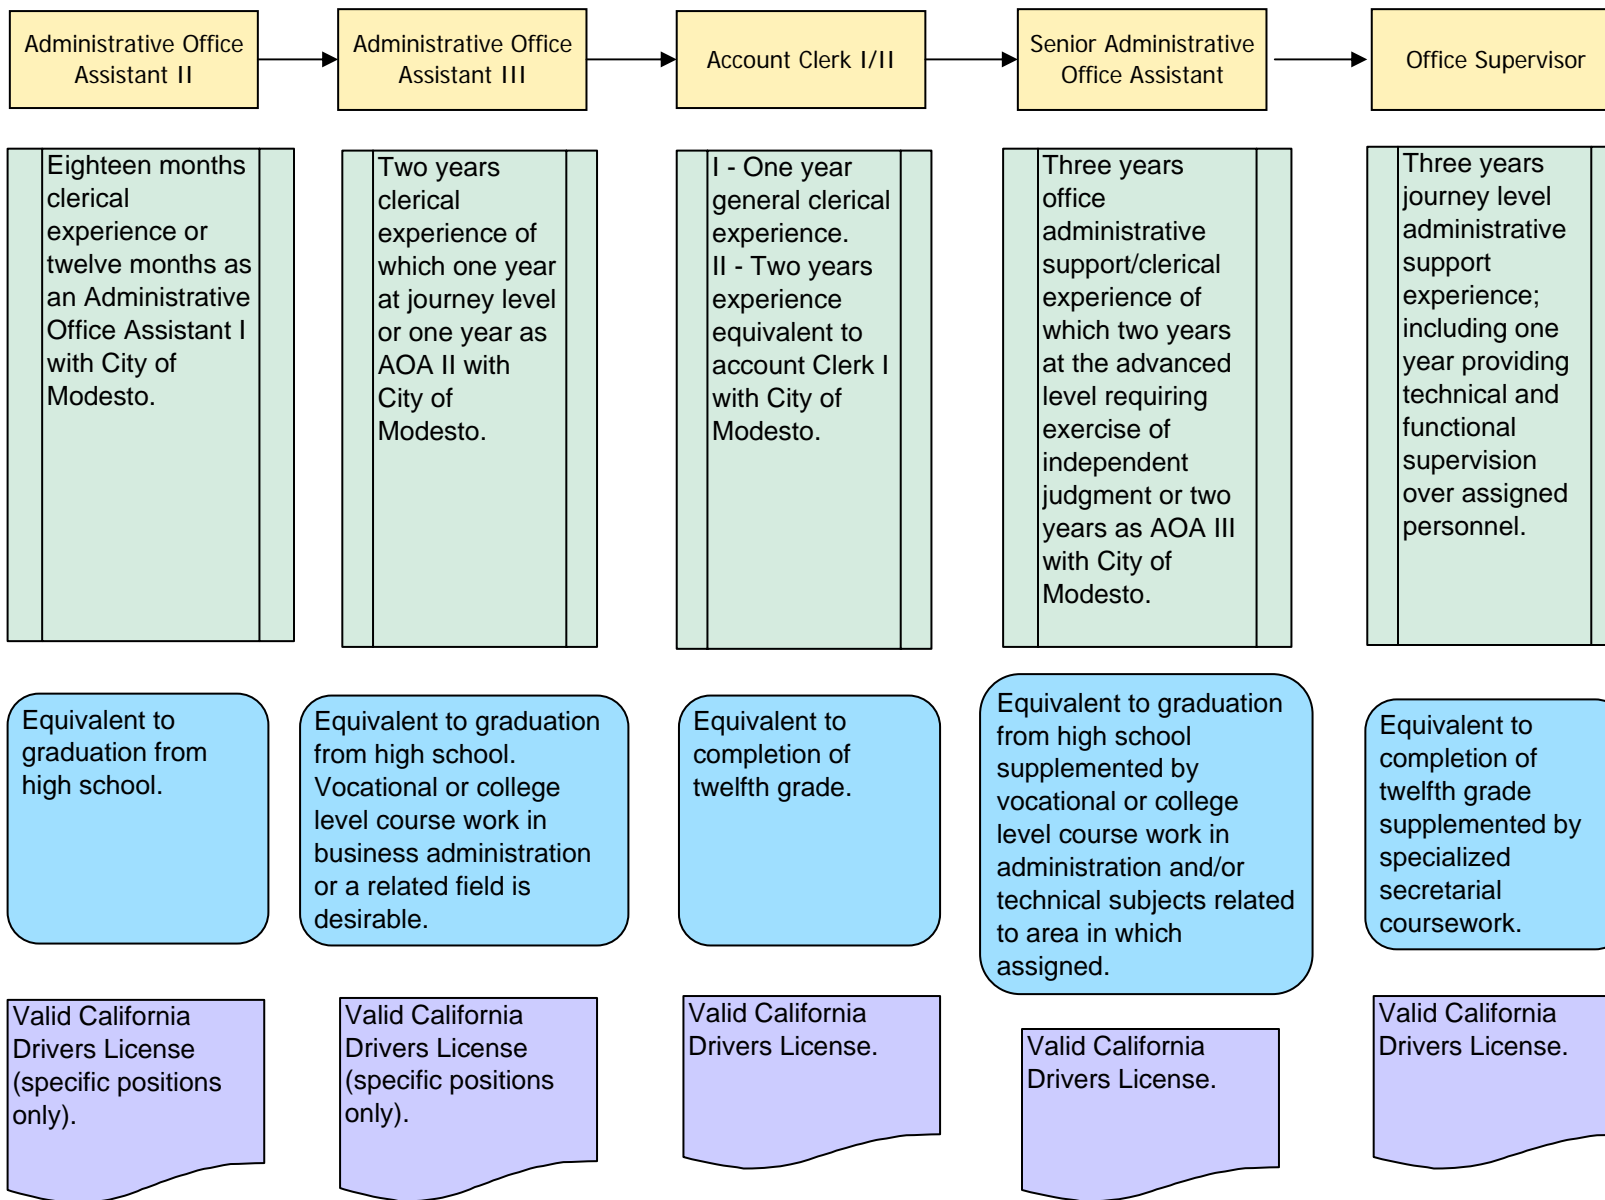 Administrative Office
Assistant II
Administrative Office
Assistant III
Account Clerk I/II
Senior Administrative
Office Assistant
Office Supervisor
Eighteen months
clerical
experience or
twelve months as
an Administrative
Office Assistant I
with City of
Modesto.
Two years
clerical
experience of
which one year
at journey level
or one year as
AOA II with
City of
Modesto.
I - One year
general clerical
experience.
II - Two years
experience
equivalent to
account Clerk I
with City of
Modesto.
Three years
office
administrative
support/clerical
experience of
which two years
at the advanced
level requiring
exercise of
independent
judgment or two
years as AOA III
with City of
Modesto.
Three years
journey level
administrative
support
experience;
including one
year providing
technical and
functional
supervision
over assigned
personnel.
Equivalent to
graduation from
high school.
Equivalent to graduation
from high school.
Vocational or college
level course work in
business administration
or a related field is
desirable.
Equivalent to
completion of
twelfth grade.
Equivalent to graduation
from high school
supplemented by
vocational or college
level course work in
administration and/or
technical subjects related
to area in which
assigned.
Equivalent to
completion of
twelfth grade
supplemented by
specialized
secretarial
coursework.
Valid California
Drivers License
(specific positions
only).
Valid California
Drivers License
(specific positions
only).
Valid California
Drivers License.
Valid California
Drivers License.
Valid California
Drivers License.